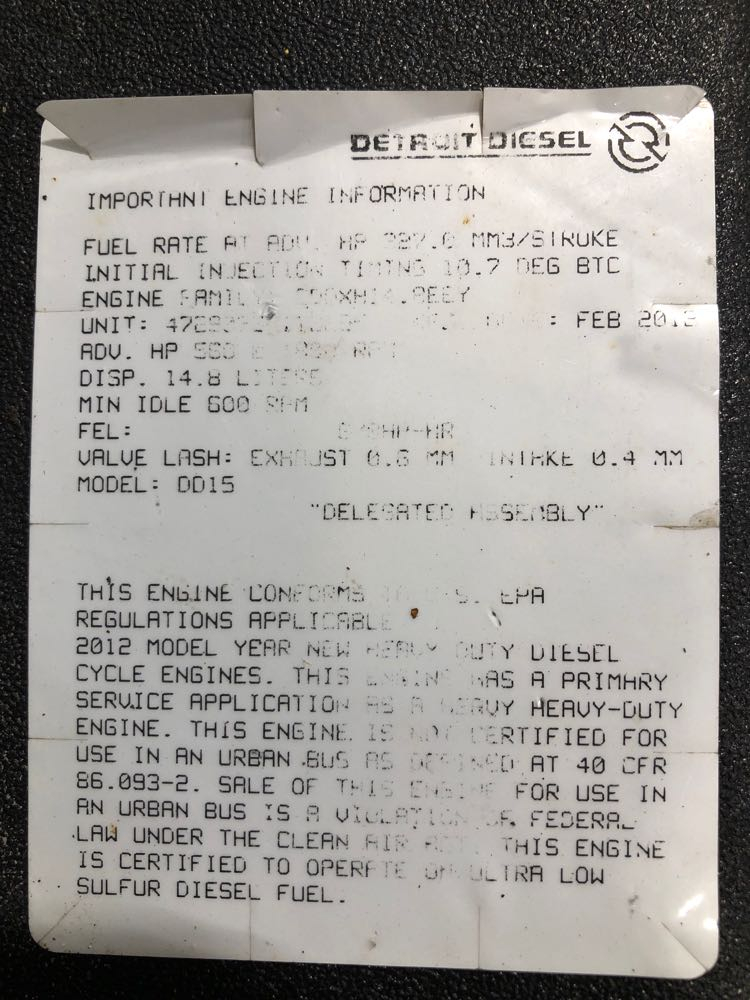 DETROIT DIESEL
IMPORTANT ENGINE INFORMATION
FUEL RATE AT ADV. HP MM3/STROKE
INITIAL INJECTION TIMING 10.7 DEG BTC
ENGINE FAMILY
UNIT: : FEB
ADV. HP
DISP. 14.8 LITERS
MIN IDLE 600 RPM
FEL:
VALVE LASH: EXHAUST 0.6 MM INTAKE 0.4 MM
MODEL: DD15
"DELEGATED ASSEMBLY"
THIS ENGINE CONFORMS EPA
REGULATIONS APPLICABLE
2012 MODEL YEAR NEW HEAVY DUTY DIESEL
CYCLE ENGINES. THIS ENGINE HAS A PRIMARY
SERVICE APPLICATION AS A HEAVY HEAVY-DUTY
ENGINE. THIS ENGINE IS NOT CERTIFIED FOR
USE IN AN URBAN BUS AS DEFINED AT 40 CFR
86.093-2. SALE OF THIS ENGINE FOR USE IN
AN URBAN BUS IS A VIOLATION OF FEDERAL
LAW UNDER THE CLEAN AIR ACT. THIS ENGINE
IS CERTIFIED TO OPERATE ON ULTRA LOW
SULFUR DIESEL FUEL.